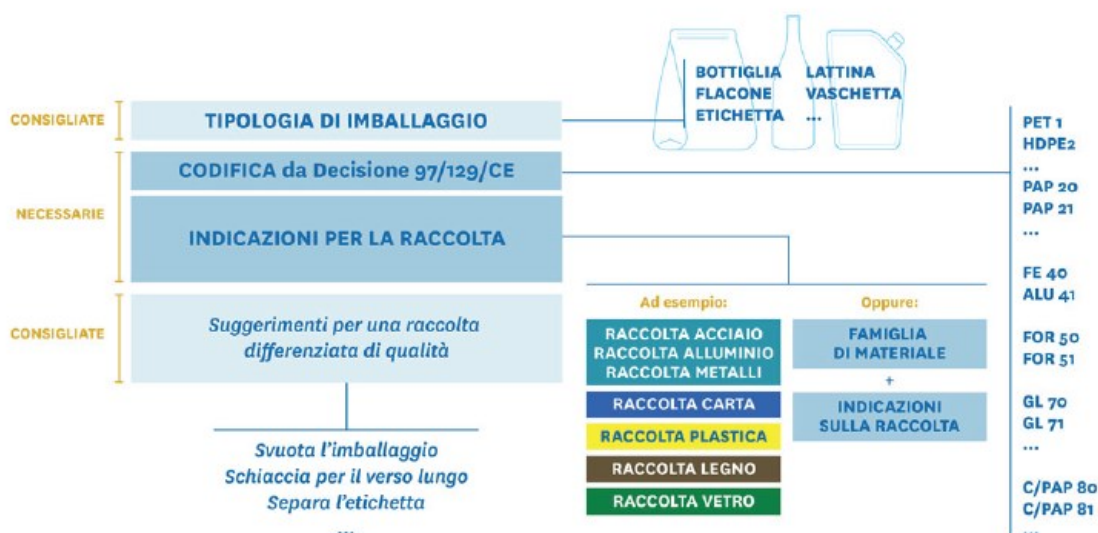 BOTTIGLIA LATTINA
FLACONE VASCHETTA
ETICHETTA ...
CONSIGLIATE
TIPOLOGIA DI IMBALLAGGIO
NECESSARIE
CODIFICA da Decisione 97/129/CE
INDICAZIONI PER LA RACCOLTA
CONSIGLIATE
Suggerimenti per una raccolta
differenziata di qualità
Svuota l'imballaggio
Schiaccia per il verso lungo
Separa l'etichetta
...
Ad esempio:
RACCOLTA ACCIAIO
RACCOLTA ALLUMINIO
RACCOLTA METALLI
RACCOLTA CARTA
RACCOLTA PLASTICA
RACCOLTA LEGNO
RACCOLTA VETRO
Oppure:
FAMIGLIA
DI MATERIALE
+
INDICAZIONI
SULLA RACCOLTA
PET 1
HDPE2
...
PAP 20
PAP 21
...
FE 40
ALU 41
FOR 50
FOR 51
GL 70
GL 71
...
C/PAP 80
C/PAP 81
...